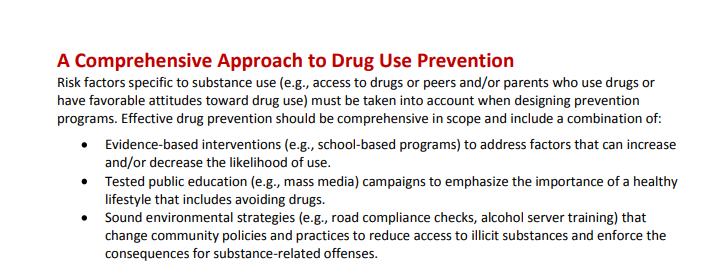 A Comprehensive Approach to Drug Use Prevention
Risk factors specific to substance use (e.g., access to drugs or peers and/or parents who use drugs or
have favorable attitudes toward drug use) must be taken into account when designing prevention
programs. Effective drug prevention should be comprehensive in scope and include a combination of:
• Evidence-based interventions (e.g., school-based programs) to address factors that can increase
and/or decrease the likelihood of use.
• Tested public education (e.g., mass media) campaigns to emphasize the importance of a healthy
lifestyle that includes avoiding drugs.
• Sound environmental strategies (e.g., road compliance checks, alcohol server training) that
change community policies and practices to reduce access to illicit substances and enforce the
consequences for substance-related offenses.